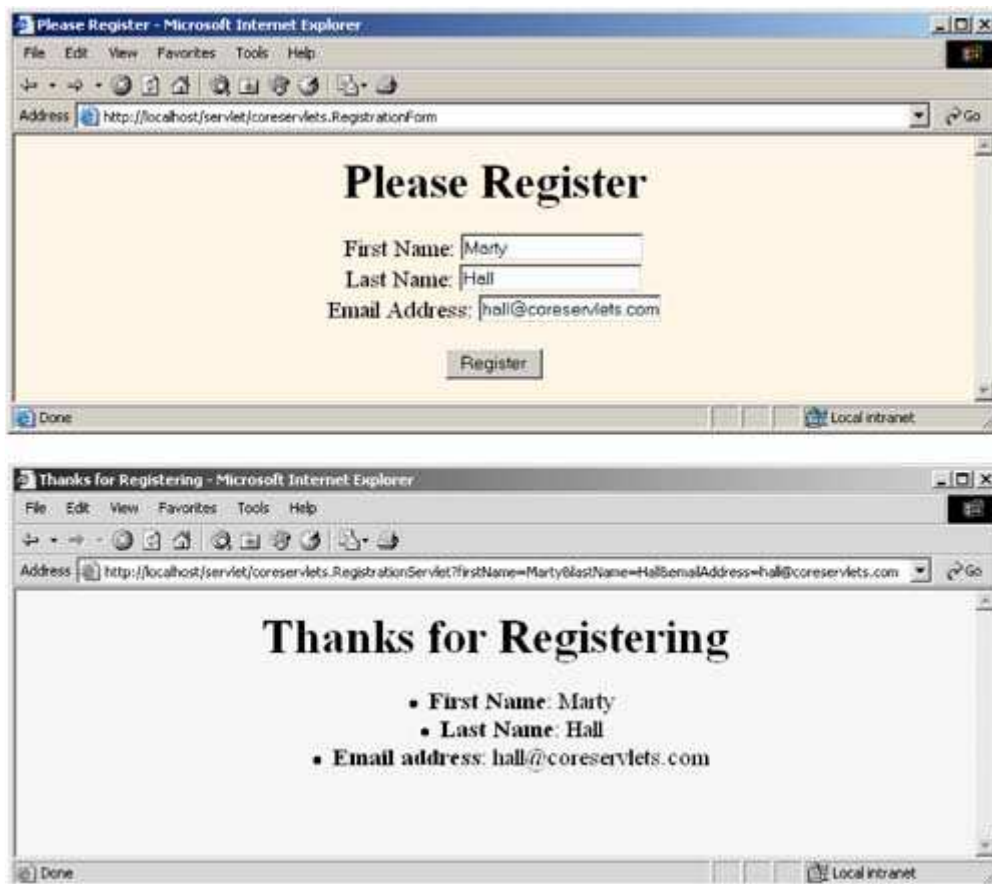 Please Register - Microsoft Internet Explorer
File Edit View Favorites Tools Help
Address http://localhost/servlet/coreservlets.RegistrationForm Go
Please Register
First Name: Marty
Last Name: Hall
Email Address: hall@coreservlets.com
Register
Done Local intranet
Thanks for Registering - Microsoft Internet Explorer
File Edit View Favorites Tools Help
Address http://localhost/servlet/coreservlets.RegistrationServlet?firstName=Marty&lastName=Hall&emailAddress=hall@coreservlets.com Go
Thanks for Registering
• First Name: Marty
• Last Name: Hall
• Email address: hall@coreservlets.com
Done Local intranet